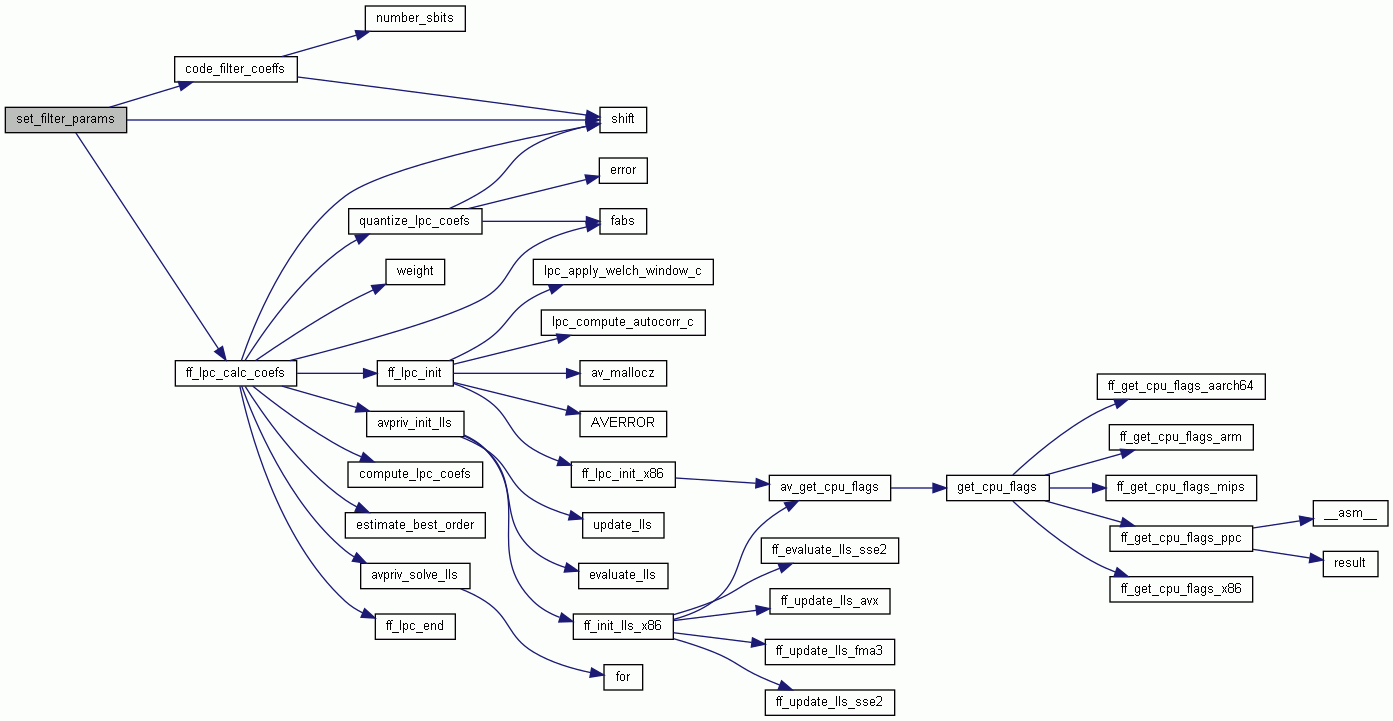 number_sbits
code_filter_coeffs
set_filter_params
shift
error
quantize_lpc_coefs
fabs
weight
lpc_apply_welch_window_c
lpc_compute_autocorr_c
ff_lpc_calc_coefs
ff_lpc_init
av_mallocz
ff_get_cpu_flags_aarch64
avpriv_init_lls
AVERROR
ff_get_cpu_flags_arm
compute_lpc_coefs
ff_lpc_init_x86
av_get_cpu_flags
get_cpu_flags
ff_get_cpu_flags_mips
__asm__
estimate_best_order
update_lls
ff_get_cpu_flags_ppc
ff_evaluate_lls_sse2
result
avpriv_solve_lls
evaluate_lls
ff_get_cpu_flags_x86
ff_update_lls_avx
ff_lpc_end
ff_init_lls_x86
ff_update_lls_fma3
for
ff_update_lls_sse2